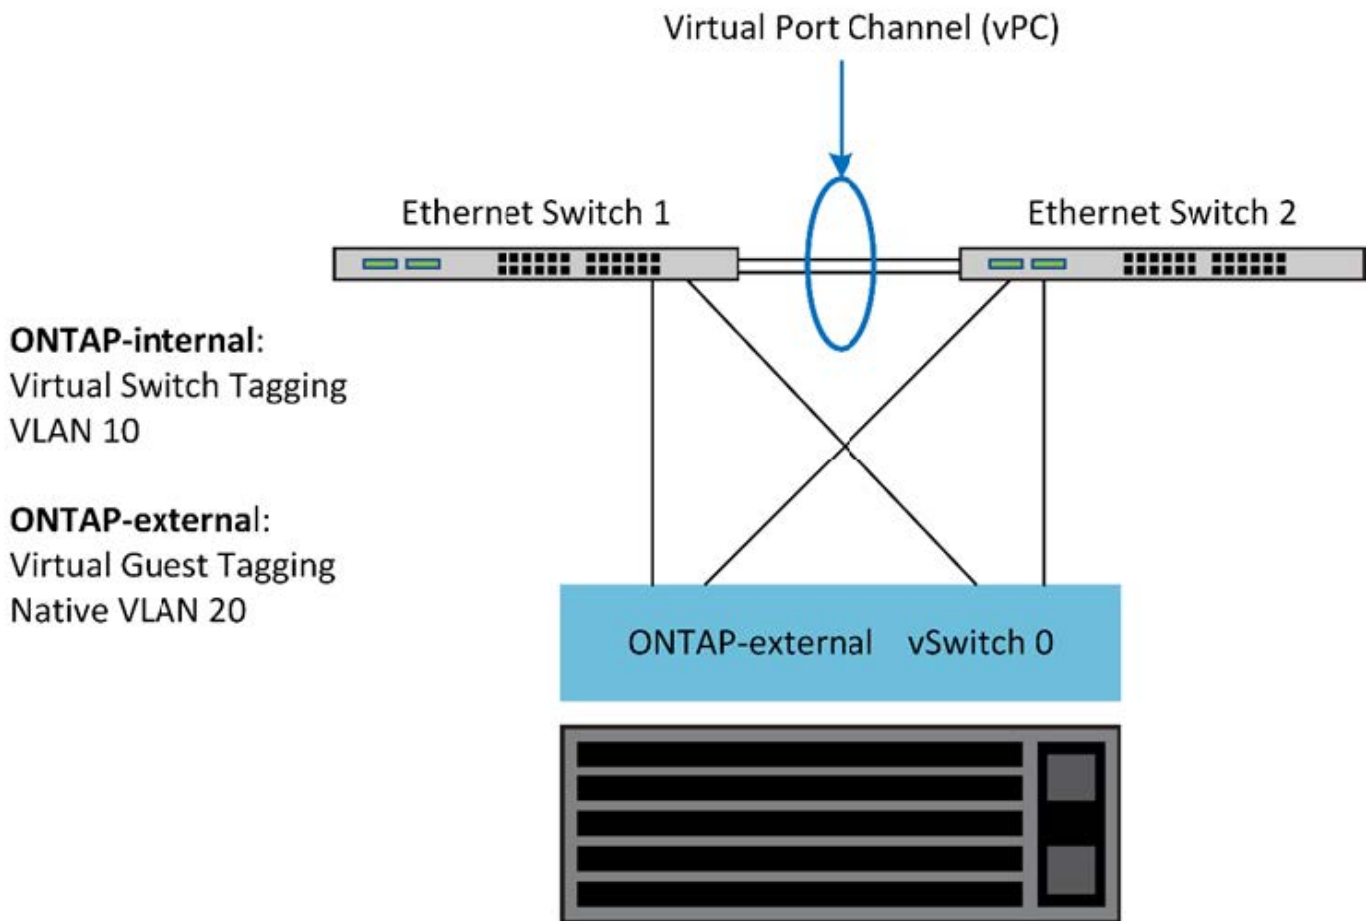 Virtual Port Channel (vPC)
Ethernet Switch 1
Ethernet Switch 2
ONTAP-internal:
Virtual Switch Tagging
VLAN 10
ONTAP-external:
Virtual Guest Tagging
Native VLAN 20
ONTAP-external vSwitch 0